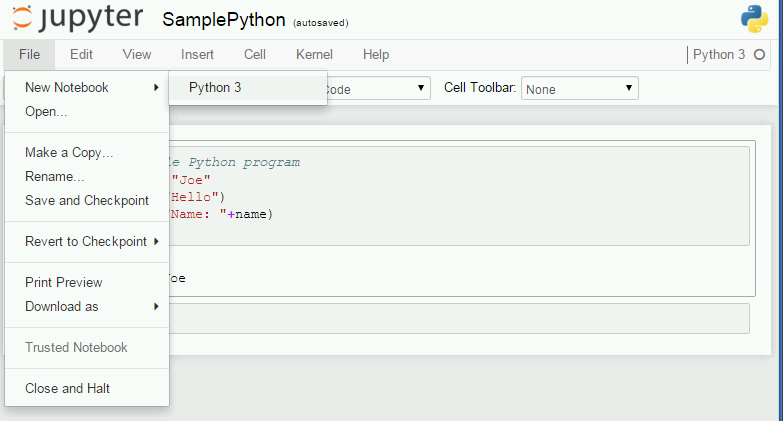 jupyter SamplePython (autosaved)
File Edit View Insert Cell Kernel Help Python 3
New Notebook Python 3 Code Cell Toolbar: None
Open...
Make a Copy...
Rename...
Save and Checkpoint
Revert to Checkpoint
Print Preview
Download as
Trusted Notebook
Close and Halt
le Python program
"Joe"
Hello")
Name: "+name)
Joe